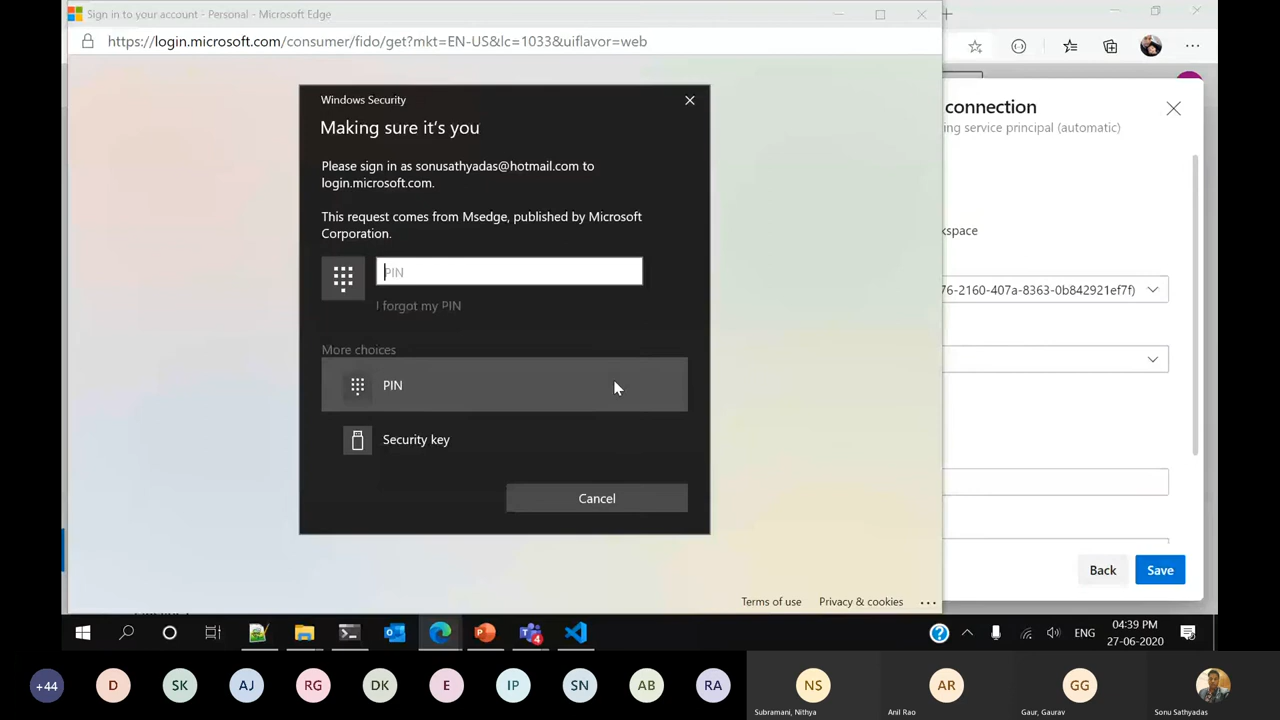 Sign in to your account - Personal - Microsoft Edge
https://login.microsoft.com/consumer/fido/get?mkt=EN-US&lc=1033&uiflavor=web
Windows Security
Making sure it's you
Please sign in as sonusathyadas@hotmail.com to
login.microsoft.com.
This request comes from Msedge, published by Microsoft
Corporation.
PIN
I forgot my PIN
More choices
PIN
Security key
Cancel
connection
ing service principal (automatic)
kspace
76-2160-407a-8363-0b842921ef7f)
Back
Save
Terms of use
Privacy & cookies
4
ENG
04:39 PM
27-06-2020
+44
D
SK
AJ
RG
DK
E
IP
SN
AB
RA
NS
AR
GG
Subramani, Nithya
Anil Rao
Gaur, Gaurav
Sonu Sathyadas